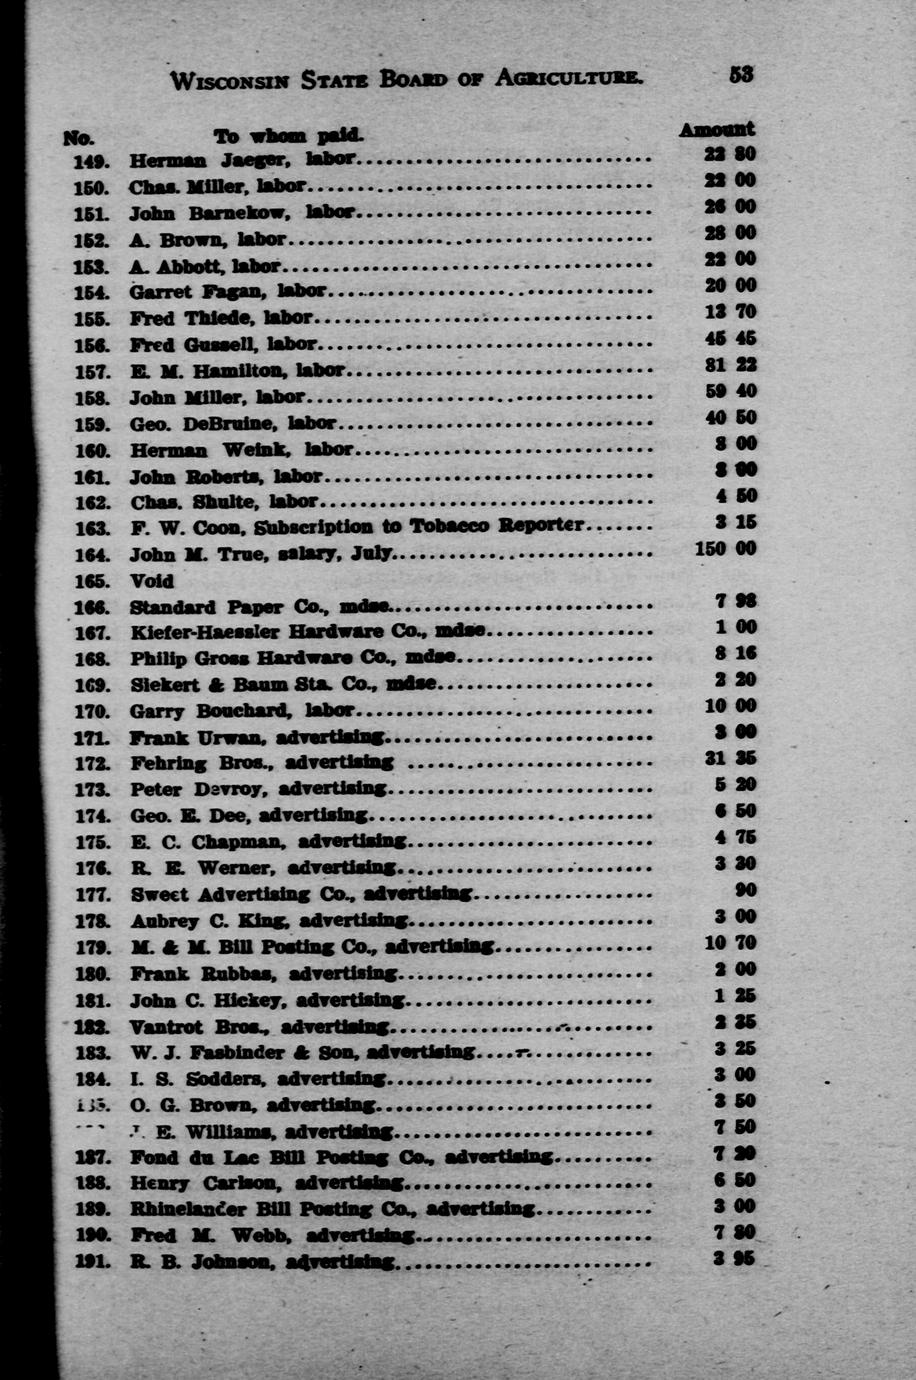 WISCONSIN STATE BOARD OF AGRICULTURE. 53
No. To whom paid. Amount
149. Herman Jaeger, labor.............................. 22 80
150. Chas. Miller, labor.................................. 22 00
151. John Barnekow, labor.............................. 26 00
152. A. Brown, labor..................................... 28 00
153. A. Abbott, labor..................................... 22 00
154. Garret Fagan, labor................................. 20 00
155. Fred Thiede, labor.................................. 70
156. Fred Gussell, labor.................................. 45 45
157. E. M. Hamilton, labor............................... 81 22
158. John Miller, labor................................... 59 40
159. Geo. DeBruine, labor................................ 40 50
160. Herman Weink, labor.............................. 8 00
161. John Roberts, labor................................. 00
162. Chas. Shulte, labor.................................. 4 50
163. F. W. Coon, Subscription to Tobacco Reporter....... 3 15
164. John M. True, salary, July.......................... 150 00
165. Void
166. Standard Paper Co., mdse........................... 7 98
167. Kiefer-Haessler Hardware Co., mdse................. 1 00
168. Philip Gross Hardware Co., mdse.................... 8 16
169. Siekert & Baum Sta. Co., mdse...................... 2 20
170. Garry Bouchard, labor.............................. 10 00
171. Frank Urwan, advertising........................... 3 00
172. Fehring Bros., advertising ......................... 31 35
173. Peter Devroy, advertising........................... 5 20
174. Geo. E. Dee, advertising............................. 6 50
175. E. C. Chapman, advertising......................... 4 75
176. R. E. Werner, advertising.......................... 3 30
177. Sweet Advertising Co., advertising.................. 90
178. Aubrey C. King, advertising......................... 3 00
179. M. & M. Bill Posting Co., advertising................ 10 70
180. Frank Rubbas, advertising.......................... 2 00
181. John C. Hickey, advertising......................... 1 25
182. Vantrot Bros., advertising........................... 2 25
183. W. J. Fasbinder & Son, advertising.................. 3 25
184. I. S. Sodders, advertising........................... 3 00
185. O. G. Brown, advertising............................ 3 50
J. E. Williams, advertising.......................... 7 50
187. Fond du Lac Bill Posting Co., advertising.......... 7 20
188. Henry Carlson, advertising......................... 6 50
189. Rhinelander Bill Posting Co., advertising............ 3 00
190. Fred M. Webb, advertising........................ 7 80
191. R. B. Johnson, advertising.......................... 3 95